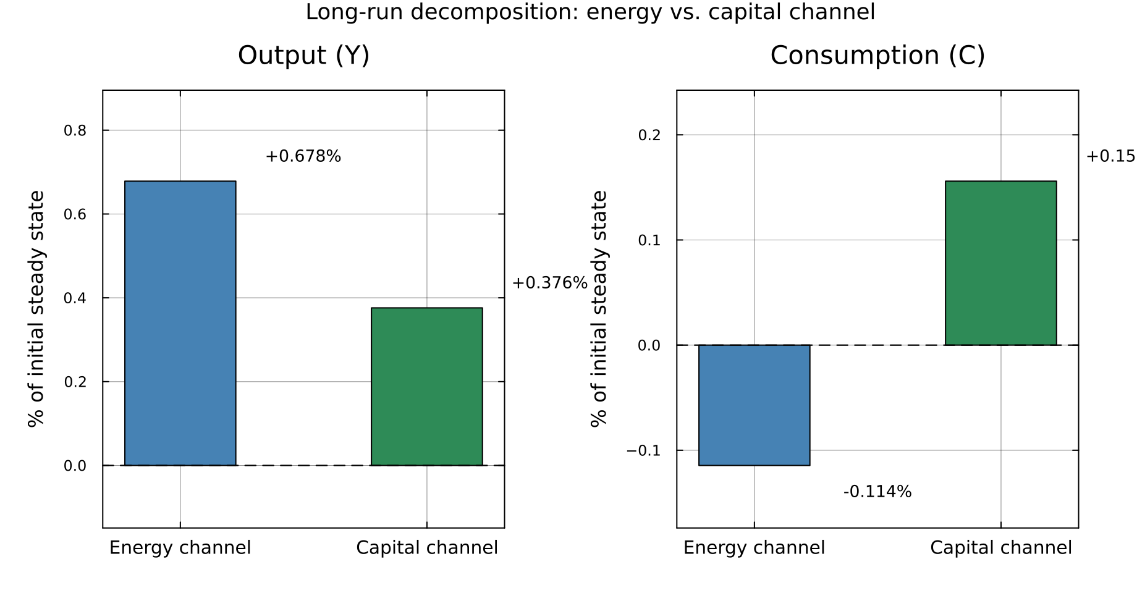 Long-run decomposition: energy vs. capital channel
Output (Y)
% of initial steady state
0.8
0.6
0.4
0.2
0.0
+0.678%
+0.376%
Energy channel
Capital channel
Consumption (C)
% of initial steady state
0.2
0.1
0.0
−0.1
+0.15
-0.114%
Energy channel
Capital channel